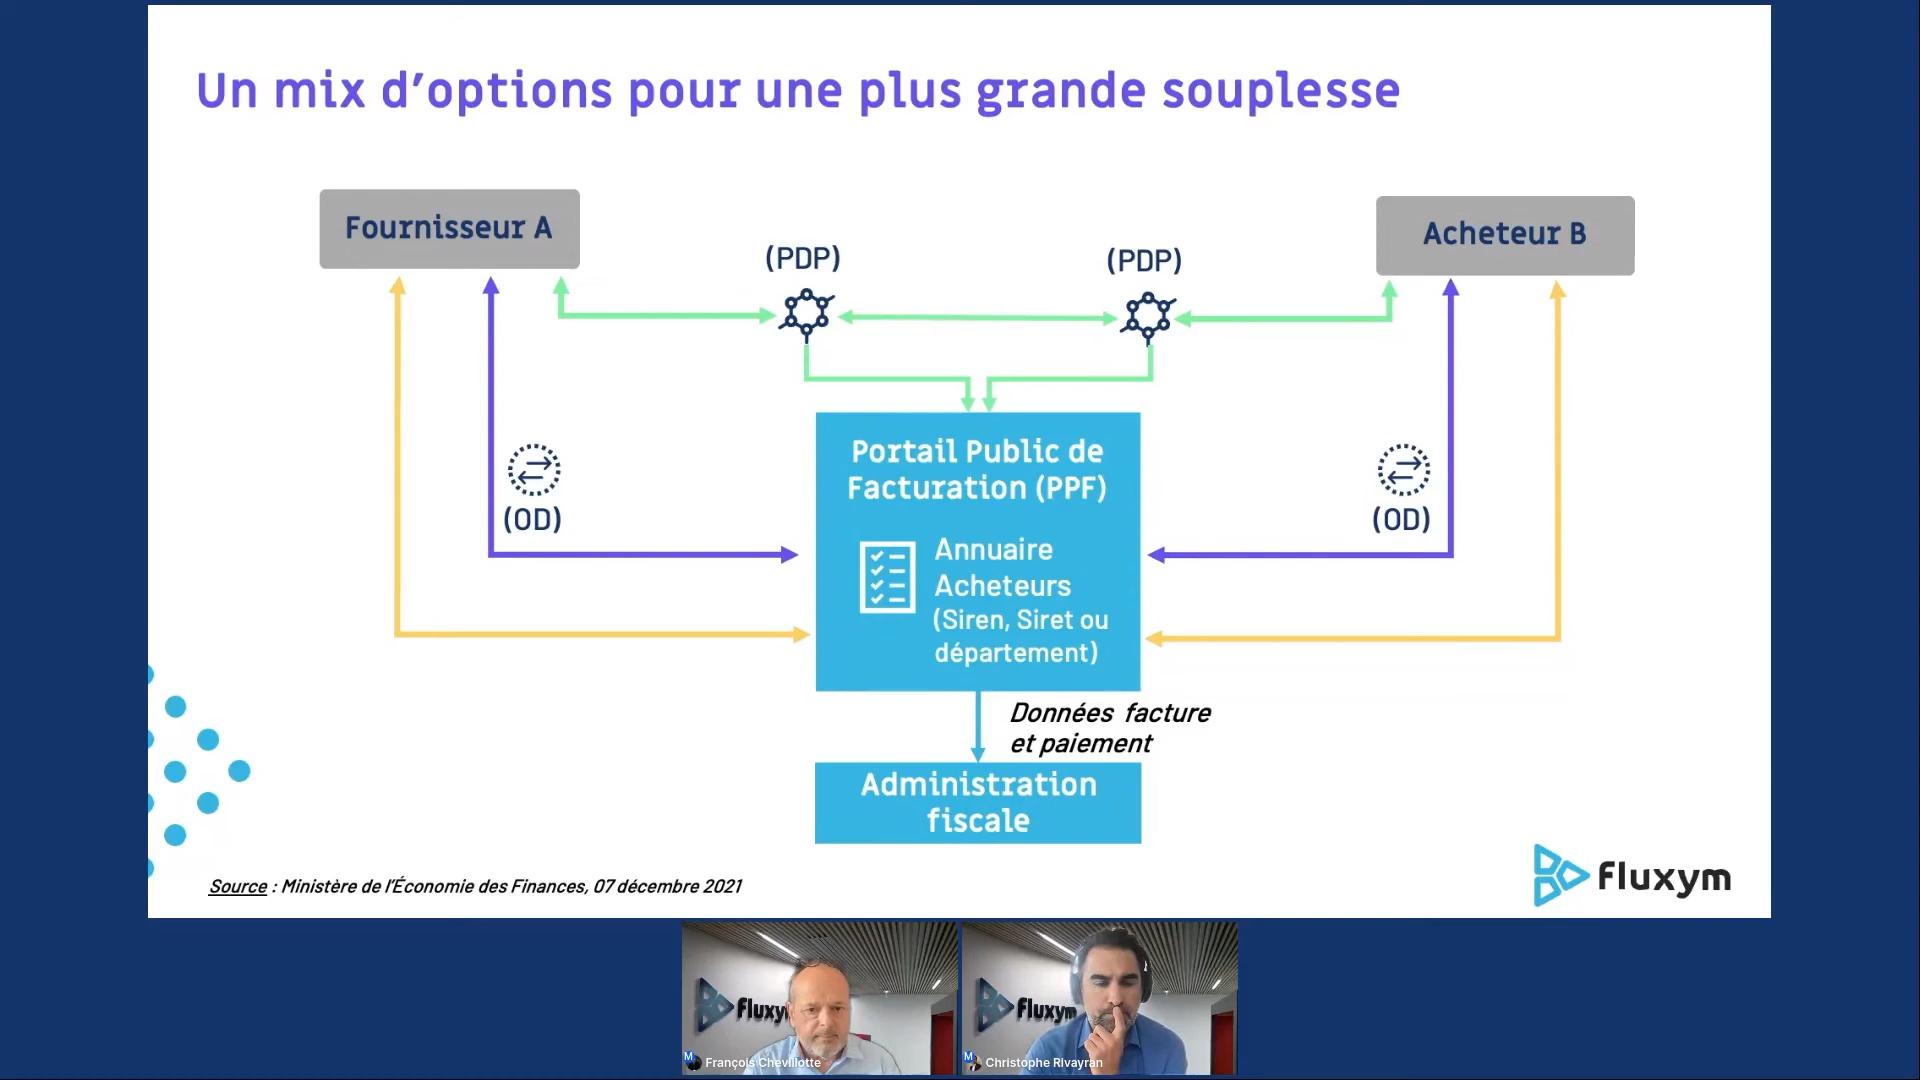 Un mix d’options pour une plus grande souplesse
Fournisseur A
Acheteur B
(PDP)
(PDP)
(OD)
(OD)
Portail Public de
Facturation (PPF)
Annuaire
Acheteurs
(Siren, Siret ou
département)
Données facture
et paiement
Administration
fiscale
Source : Ministère de l’Économie des Finances, 07 décembre 2021
fluxym
fluxy
fluxym
M
François Chevillotte
M
Christophe Rivayran